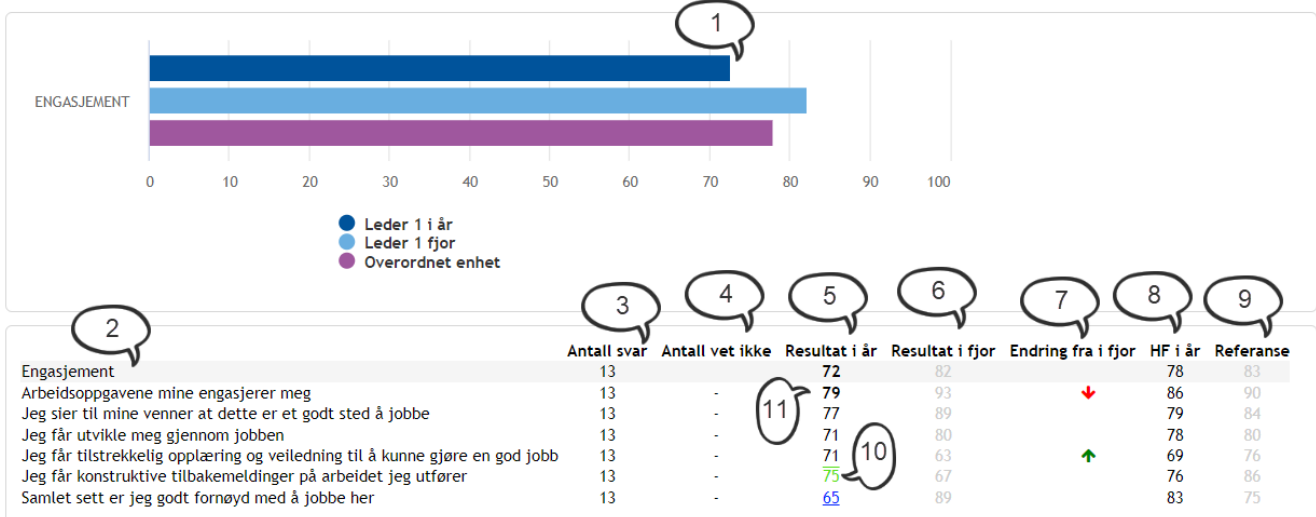 1
ENGASJEMENT
0 10 20 30 40 50 60 70 80 90 100
Leder 1 i år
Leder 1 fjor
Overordnet enhet
2 3 4 5 6 7 8 9
Antall svar Antall vet ikke Resultat i år Resultat i fjor Endring fra i fjor HF i år Referanse
Engasjement 13 72 82 78 83
Arbeidsoppgavene mine engasjerer meg 13 - 79 93 86 90
Jeg sier til mine venner at dette er et godt sted å jobbe 13 - 11 77 89 79 84
Jeg får utvikle meg gjennom jobben 13 - 71 80 78 80
Jeg får tilstrekkelig opplæring og veiledning til å kunne gjøre en god jobb 13 - 71 10 63 69 76
Jeg får konstruktive tilbakemeldinger på arbeidet jeg utfører 13 - 75 67 76 86
Samlet sett er jeg godt fornøyd med å jobbe her 13 - 65 89 83 75